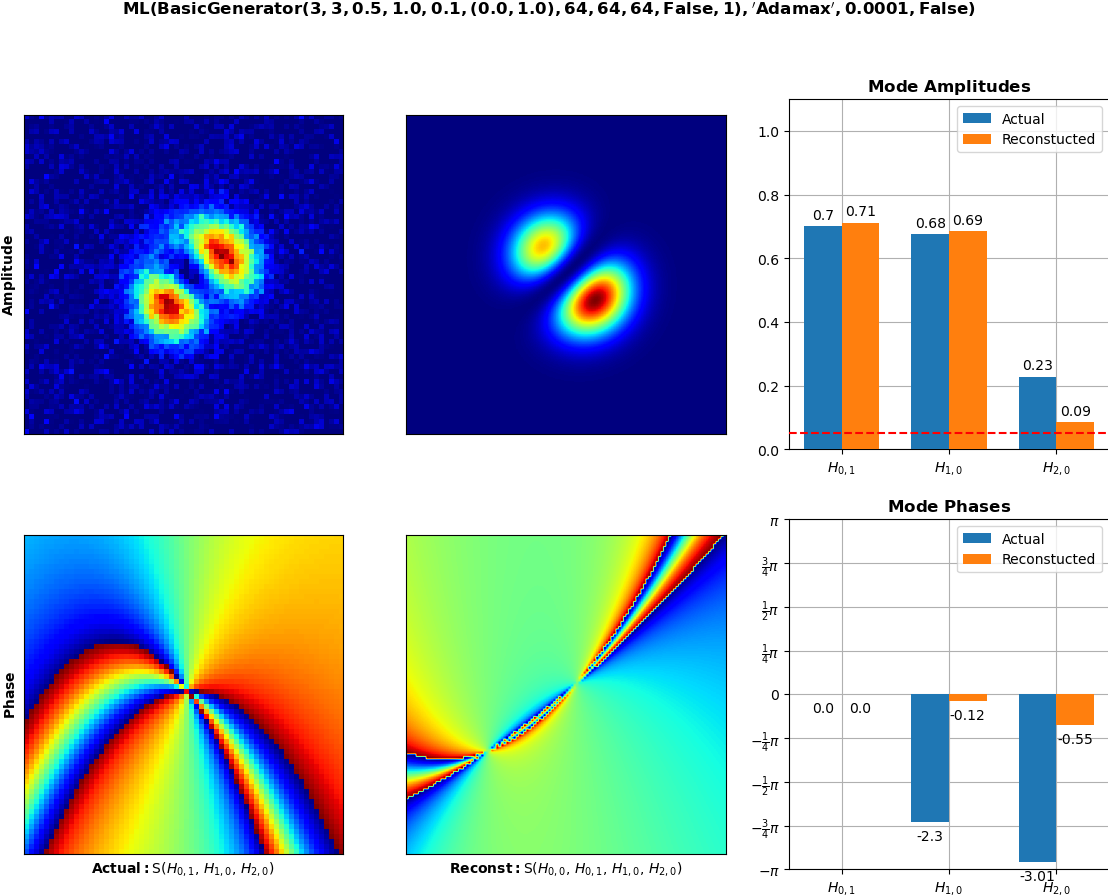 ML(BasicGenerator(3, 3, 0.5, 1.0, 0.1, (0.0, 1.0), 64, 64, 64, False, 1), 'Adamax', 0.0001, False)
Amplitude
Mode Amplitudes
Actual
Reconstucted
1.0
0.8
0.6
0.4
0.2
0.0
0.7
0.71
0.68
0.69
0.23
0.09
H0,1
H1,0
H2,0
Phase
Actual: S(H0,1, H1,0, H2,0)
Reconst: S(H0,0, H0,1, H1,0, H2,0)
Mode Phases
Actual
Reconstucted
π
3/4π
1/2π
1/4π
0
−1/4π
−1/2π
−3/4π
−π
0.0
0.0
-2.3
-0.12
-3.01
-0.55
H0,1
H1,0
H2,0